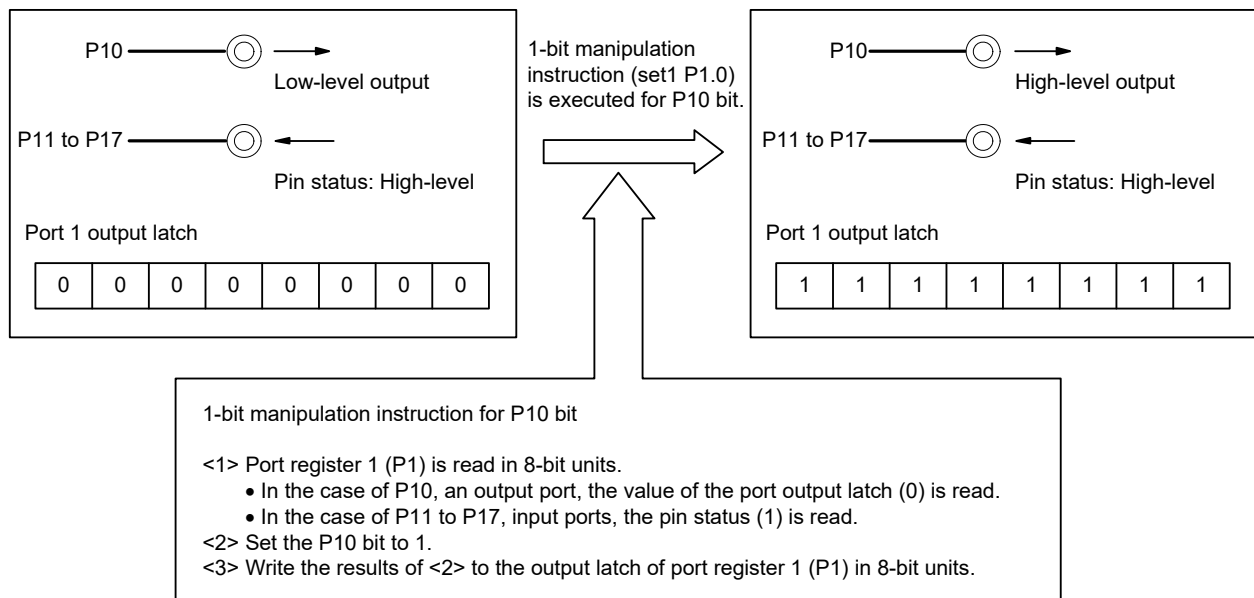 P10
Low-level output
P11 to P17
Pin status: High-level
Port 1 output latch
0 0 0 0 0 0 0 0
1-bit manipulation
instruction (set1 P1.0)
is executed for P10 bit.
P10
High-level output
P11 to P17
Pin status: High-level
Port 1 output latch
1 1 1 1 1 1 1 1
1-bit manipulation instruction for P10 bit
<1> Port register 1 (P1) is read in 8-bit units.
• In the case of P10, an output port, the value of the port output latch (0) is read.
• In the case of P11 to P17, input ports, the pin status (1) is read.
<2> Set the P10 bit to 1.
<3> Write the results of <2> to the output latch of port register 1 (P1) in 8-bit units.